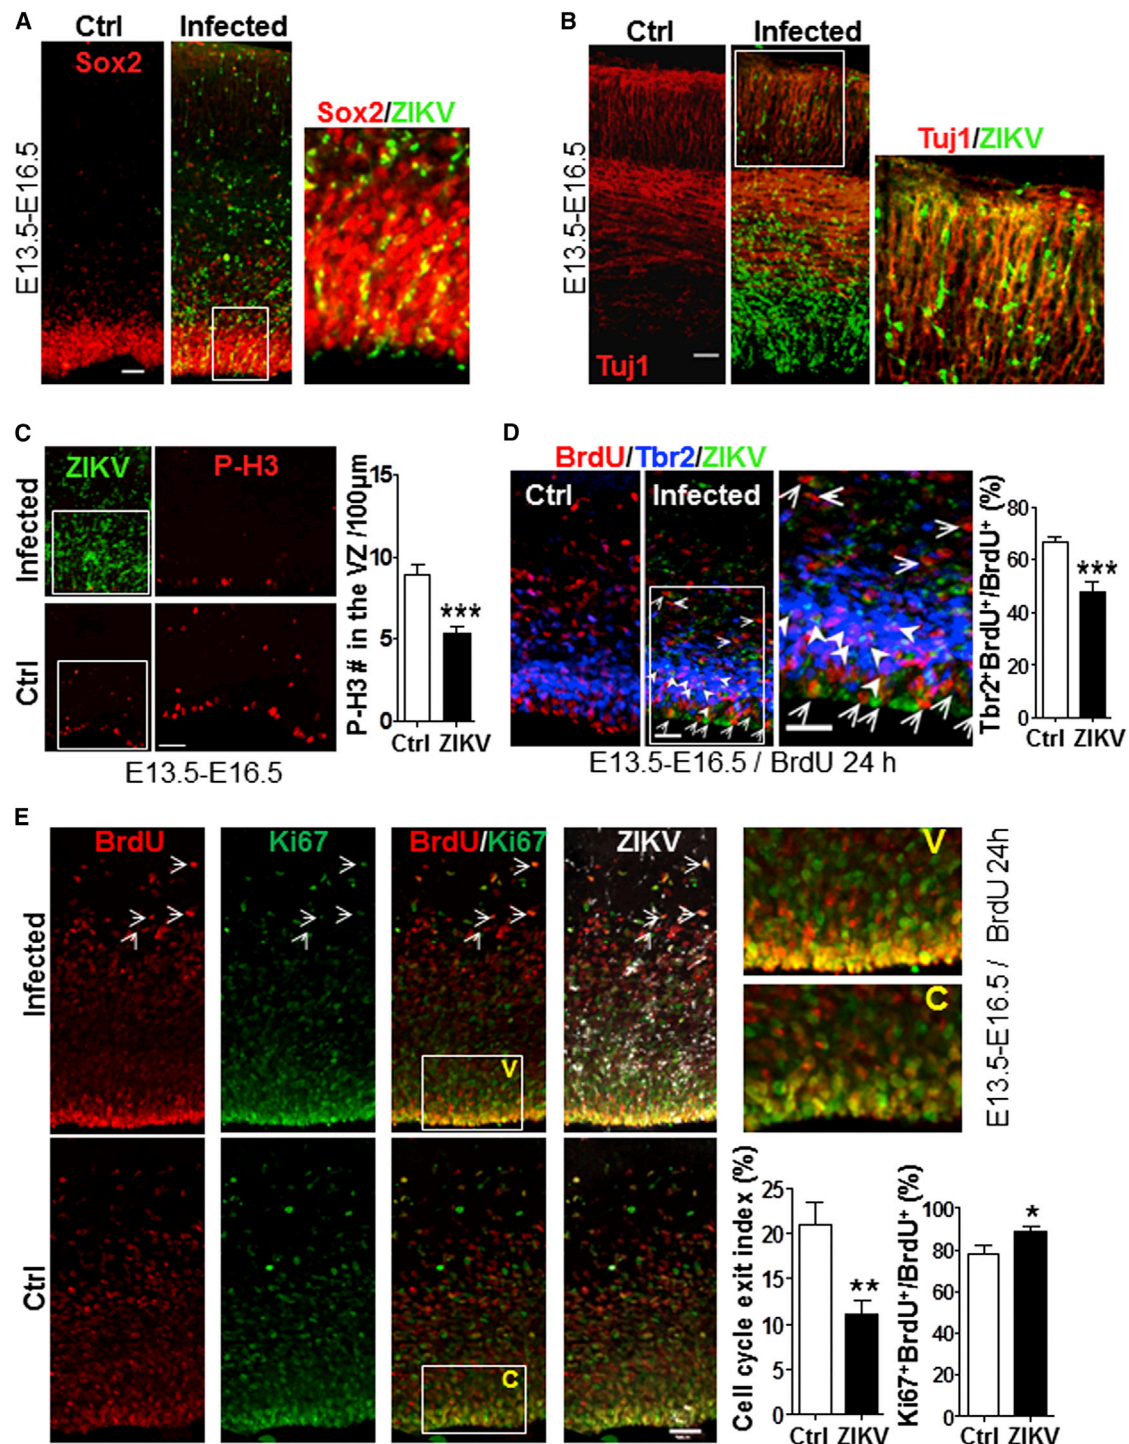 A
Ctrl Infected
Sox2
Sox2/ZIKV
E13.5-E16.5
B
Ctrl Infected
Tuj1
Tuj1/ZIKV
E13.5-E16.5
C
ZIKV P-H3
Infected
Ctrl
E13.5-E16.5
P-H3 # in the VZ /100µm
15
10
5
0
***
Ctrl ZIKV
D
BrdU/Tbr2/ZIKV
Ctrl Infected
E13.5-E16.5 / BrdU 24 h
Tbr2⁺BrdU⁺/BrdU⁺ (%)
80
60
40
20
0
***
Ctrl ZIKV
E
BrdU Ki67 BrdU/Ki67 ZIKV
Infected
V
Ctrl
C
V
C
E13.5-E16.5 / BrdU 24h
Cell cycle exit index (%)
25
20
15
10
5
0
**
Ctrl ZIKV
Ki67⁺BrdU⁺/BrdU⁺ (%)
100
80
60
40
20
0
*
Ctrl ZIKV